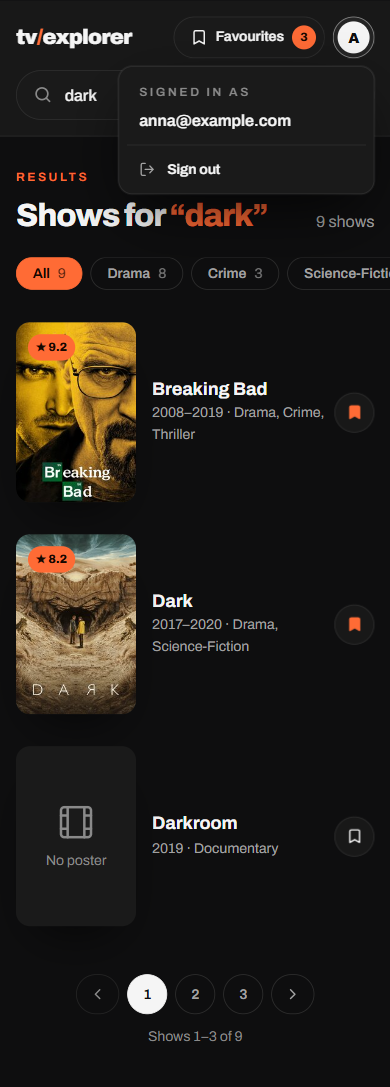 tv/explorer
Favourites 3
A
dark
SIGNED IN AS
anna@example.com
Sign out
RESULTS
Shows for “dark”
9 shows
All 9
Drama 8
Crime 3
Science-Ficti
★ 9.2
Breaking
Bad
Breaking Bad
2008–2019 · Drama, Crime,
Thriller
★ 8.2
DARK
Dark
2017–2020 · Drama,
Science-Fiction
No poster
Darkroom
2019 · Documentary
1
2
3
Shows 1–3 of 9